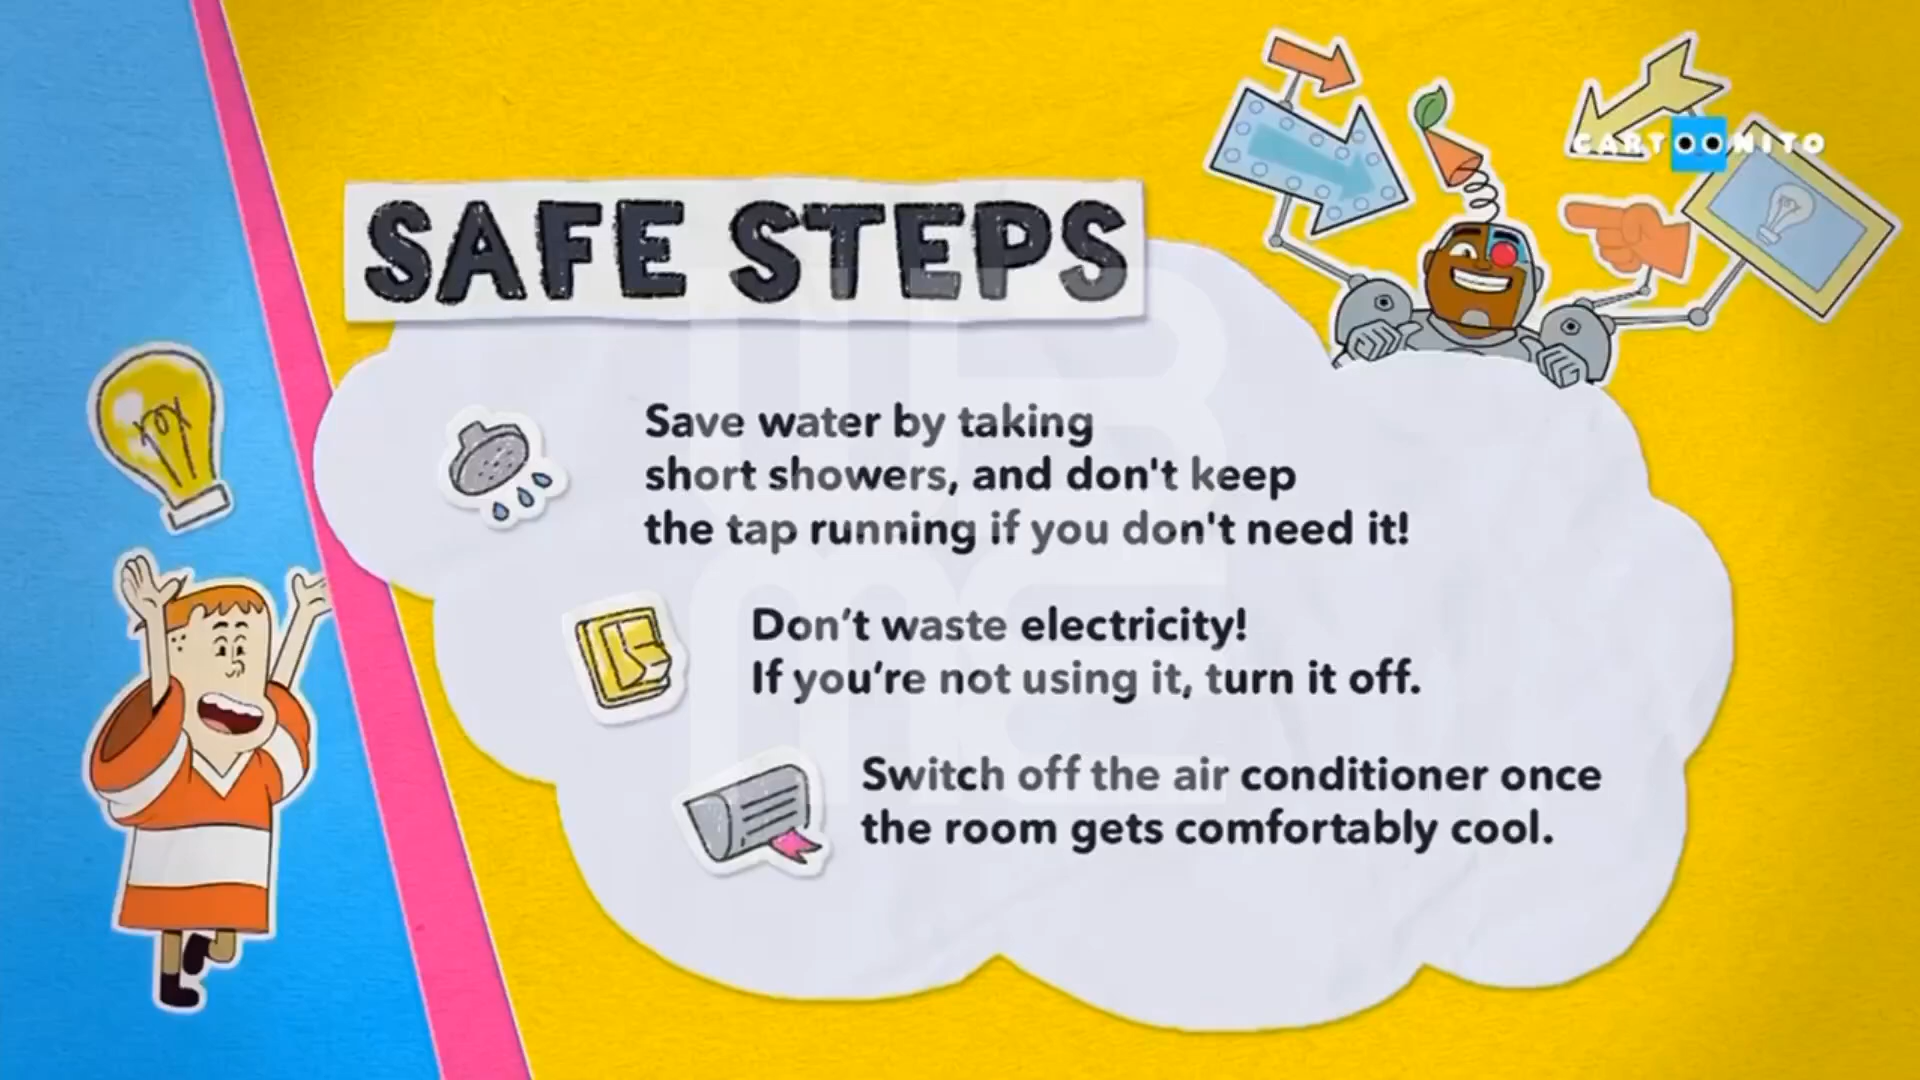 CARTOONITO
SAFE STEPS
Save water by taking
short showers, and don't keep
the tap running if you don't need it!
Don’t waste electricity!
If you’re not using it, turn it off.
Switch off the air conditioner once
the room gets comfortably cool.